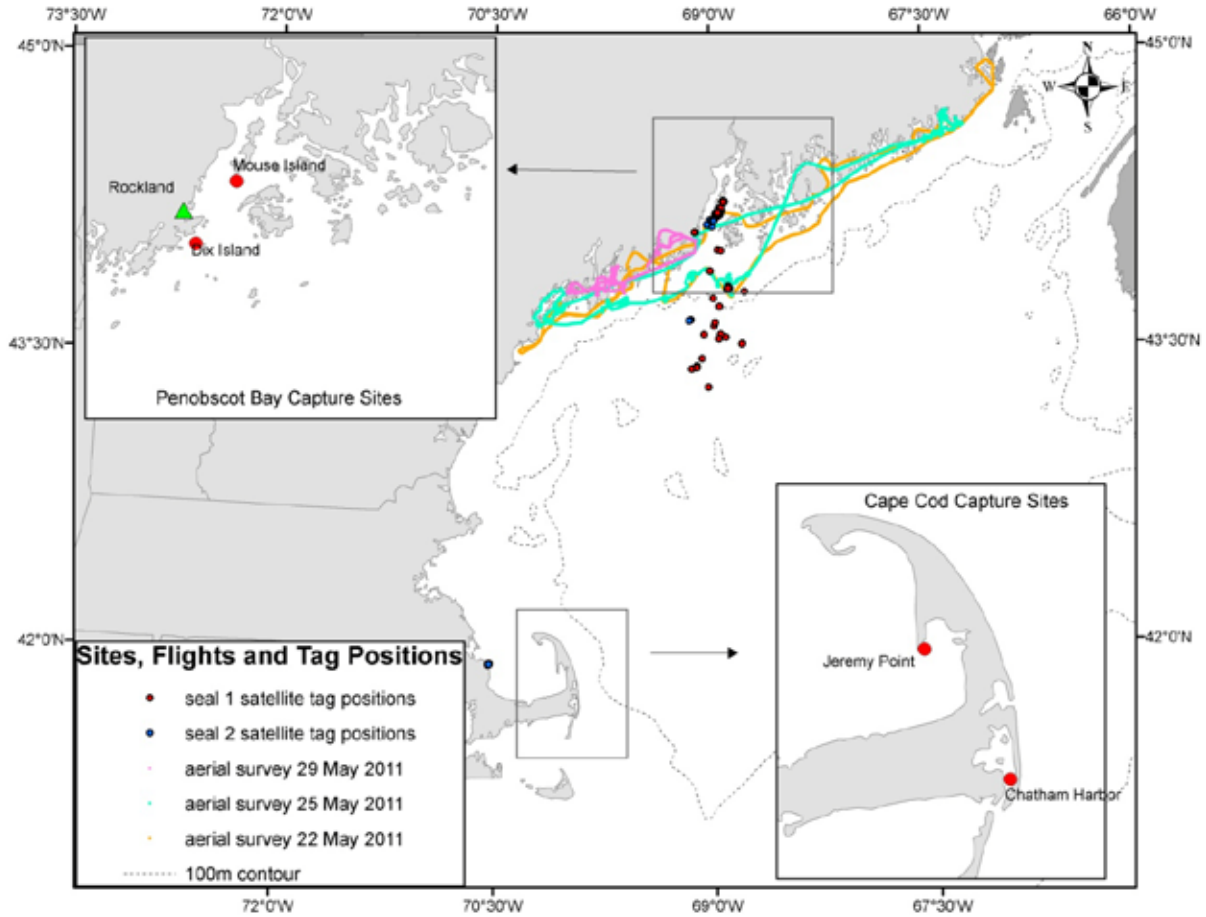 73°30'W 72°0'W 70°30'W 69°0'W 67°30'W 66°0'W
45°0'N 45°0'N
N
W E
S
Mouse Island
Rockland
Dix Island
Penobscot Bay Capture Sites
43°30'N 43°30'N
Cape Cod Capture Sites
42°0'N 42°0'N
Jeremy Point
Chatham Harbor
Sites, Flights and Tag Positions
seal 1 satellite tag positions
seal 2 satellite tag positions
aerial survey 29 May 2011
aerial survey 25 May 2011
aerial survey 22 May 2011
100m contour
72°0'W 70°30'W 69°0'W 67°30'W